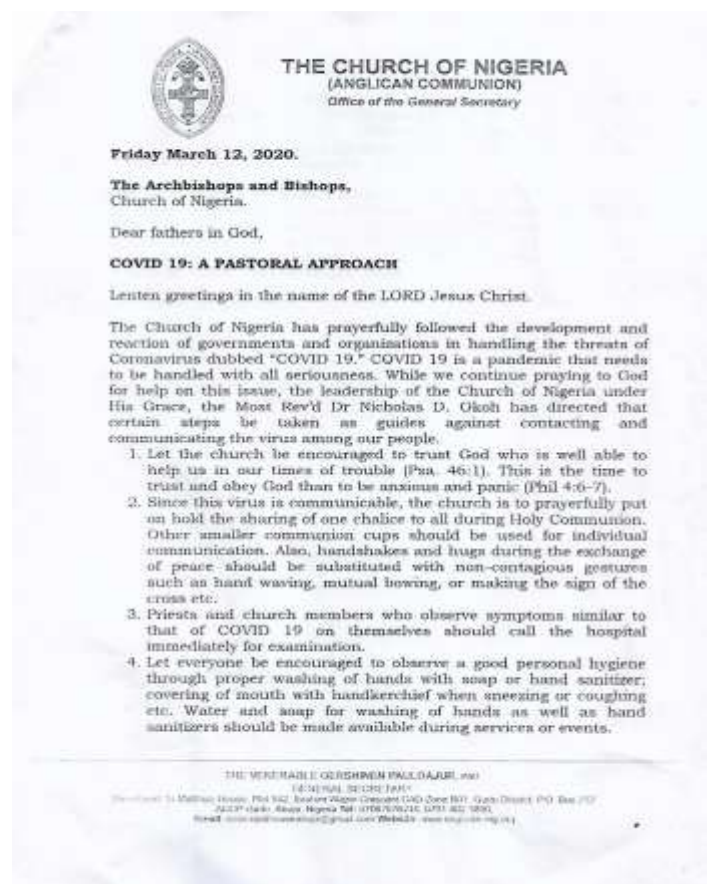 THE CHURCH OF NIGERIA
(ANGLICAN COMMUNION)
Office of the General Secretary
Friday March 12, 2020.
The Archbishops and Bishops,
Church of Nigeria.
Dear fathers in God,
COVID 19: A PASTORAL APPROACH
Lenten greetings in the name of the LORD Jesus Christ.
The Church of Nigeria has prayerfully followed the development and
reaction of governments and organizations in handling the threats of
Coronavirus dubbed “COVID 19.” COVID 19 is a pandemic that needs
to be handled with all seriousness. While we continue praying to God
for help on this issue, the leadership of the Church of Nigeria under
His Grace, the Most Rev'd Dr Nicholas D. Okoh has directed that
certain steps be taken as guides against contacting and
communicating the virus among our people.
1. Let the church be encouraged to trust God who is well able to
help us in our times of trouble (Psa. 46:1). This is the time to
trust and obey God than to be anxious and panic (Phil 4:6-7).
2. Since this virus is communicable, the church is to prayerfully put
on hold the sharing of one chalice to all during Holy Communion.
Other smaller communion cups should be used for individual
communication. Also, handshakes and hugs during the exchange
of peace should be substituted with non-contagious gestures
such as hand waving, mutual bowing, or making the sign of the
cross etc.
3. Priests and church members who observe symptoms similar to
that of COVID 19 on themselves should call the hospital
immediately for examination.
4. Let everyone be encouraged to observe a good personal hygiene
through proper washing of hands with soap or hand sanitizer;
covering of mouth with handkerchief when sneezing or coughing
etc. Water and soap for washing of hands as well as hand
sanitizers should be made available during services or events.
THE VENERABLE GERSHINEN PAUL DAJUR,
GENERAL SECRETARY
House, Wuse District, P.O. Box
Abuja, Nigeria Tel:
Email: Website: